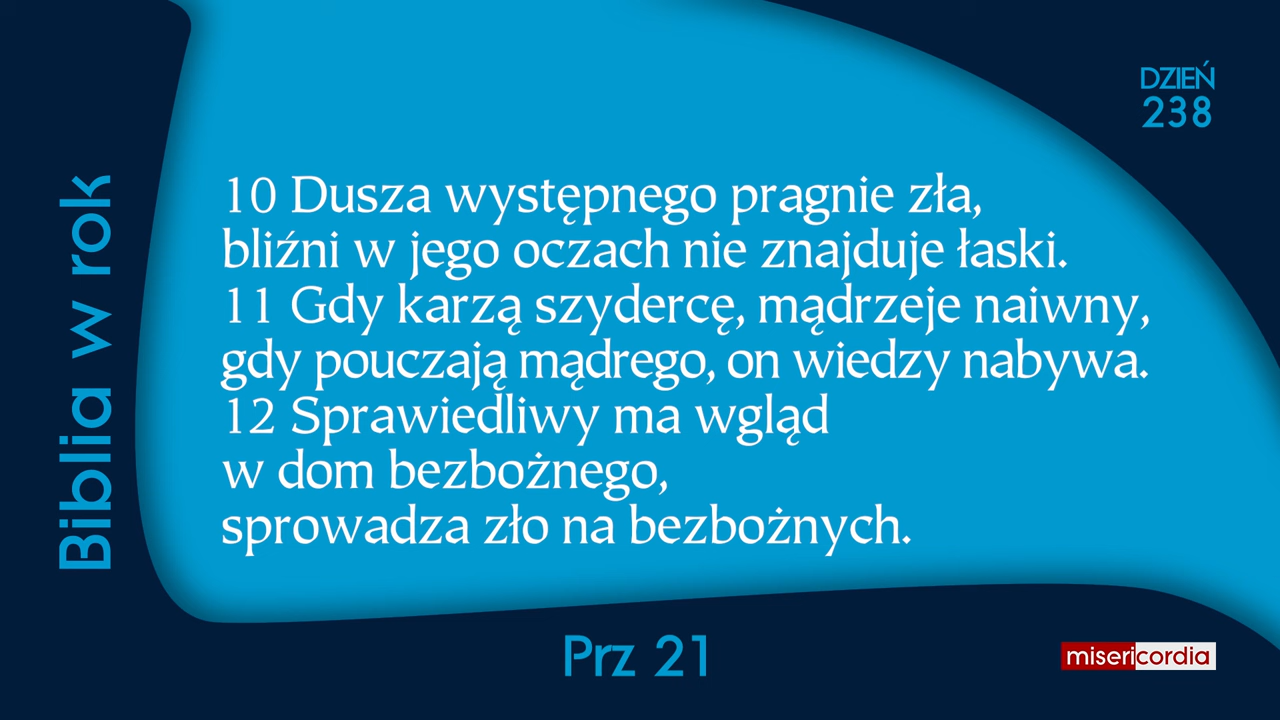 DZIEŃ
238
Biblia w rok
10 Dusza występnego pragnie zła,
bliźni w jego oczach nie znajduje łaski.
11 Gdy karzą szydercę, mądrzeje naiwny,
gdy pouczają mądrego, on wiedzy nabywa.
12 Sprawiedliwy ma wgląd
w dom bezbożnego,
sprowadza zło na bezbożnych.
Prz 21
misericordia